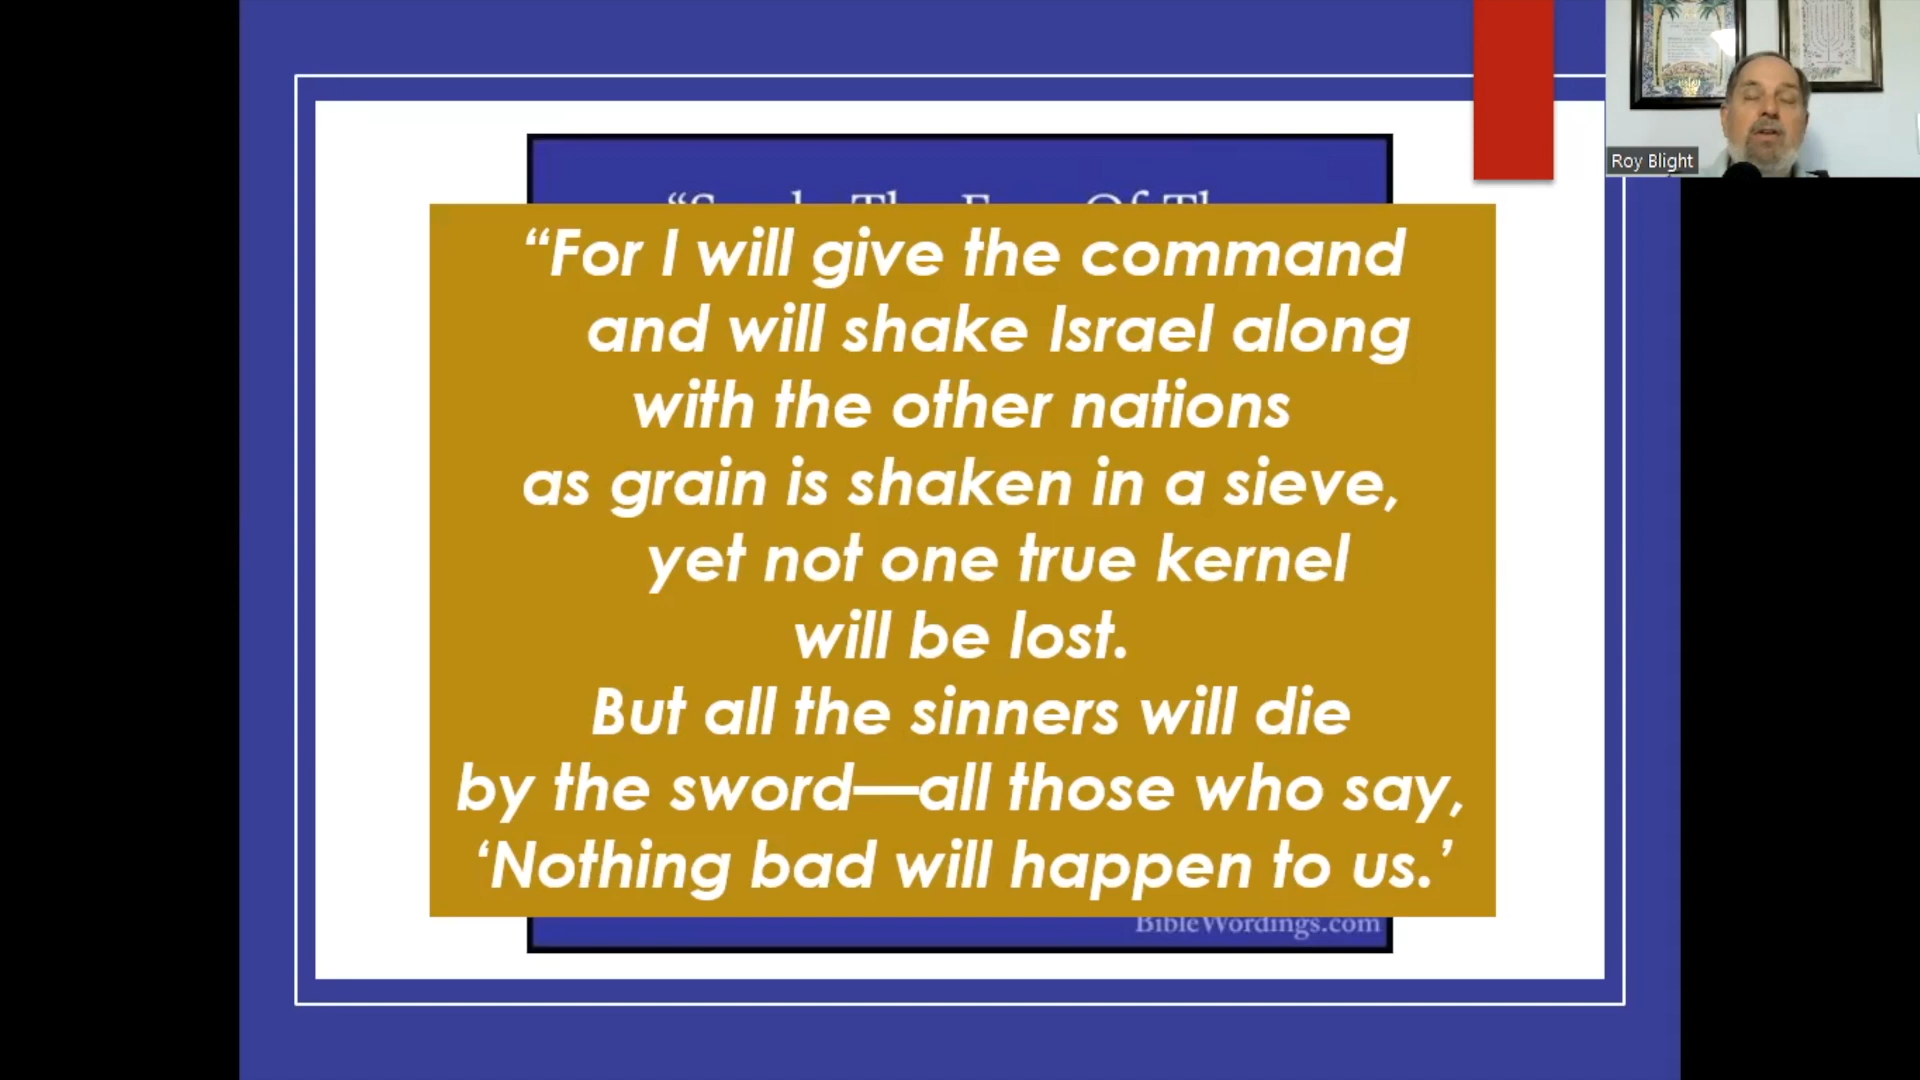 “For I will give the command
and will shake Israel along
with the other nations
as grain is shaken in a sieve,
yet not one true kernel
will be lost.
But all the sinners will die
by the sword—all those who say,
‘Nothing bad will happen to us.’
BibleWordings.com
Roy Blight